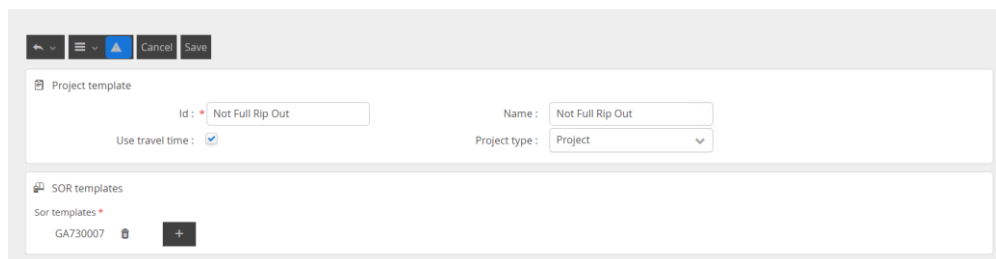 Cancel Save
Project template
Id : * Not Full Rip Out Name : Not Full Rip Out
Use travel time : Project type : Project
SOR templates
Sor templates *
GA730007 +